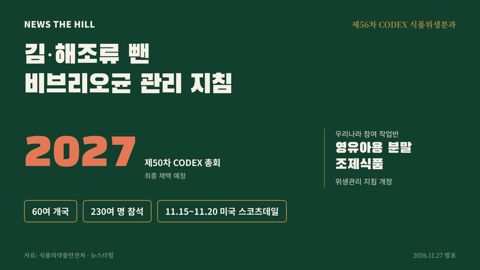 NEWS THE HILL
제56차 CODEX 식품위생분과
김·해조류 뺀
비브리오균 관리 지침
2027
제50차 CODEX 총회
최종 채택 예정
우리나라 참여 작업반
영유아용 분말
조제식품
위생관리 지침 개정
60여 개국
230여 명 참석
11.15~11.20 미국 스코츠데일
자료: 식품의약품안전처 · 뉴스더힐
2026.11.27 발표